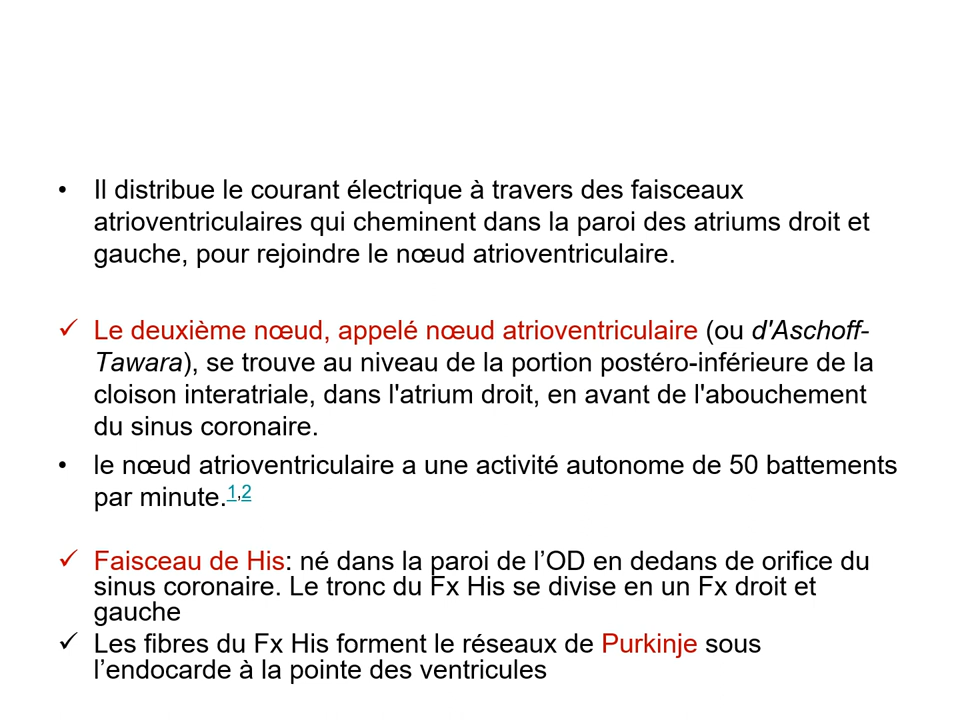 • Il distribue le courant électrique à travers des faisceaux
atrioventriculaires qui cheminent dans la paroi des atriums droit et
gauche, pour rejoindre le nœud atrioventriculaire.
✓ Le deuxième nœud, appelé nœud atrioventriculaire (ou d'Aschoff-
Tawara), se trouve au niveau de la portion postéro-inférieure de la
cloison interatriale, dans l'atrium droit, en avant de l'abouchement
du sinus coronaire.
• le nœud atrioventriculaire a une activité autonome de 50 battements
par minute.1,2
✓ Faisceau de His: né dans la paroi de l’OD en dedans de orifice du
sinus coronaire. Le tronc du Fx His se divise en un Fx droit et
gauche
✓ Les fibres du Fx His forment le réseaux de Purkinje sous
l’endocarde à la pointe des ventricules